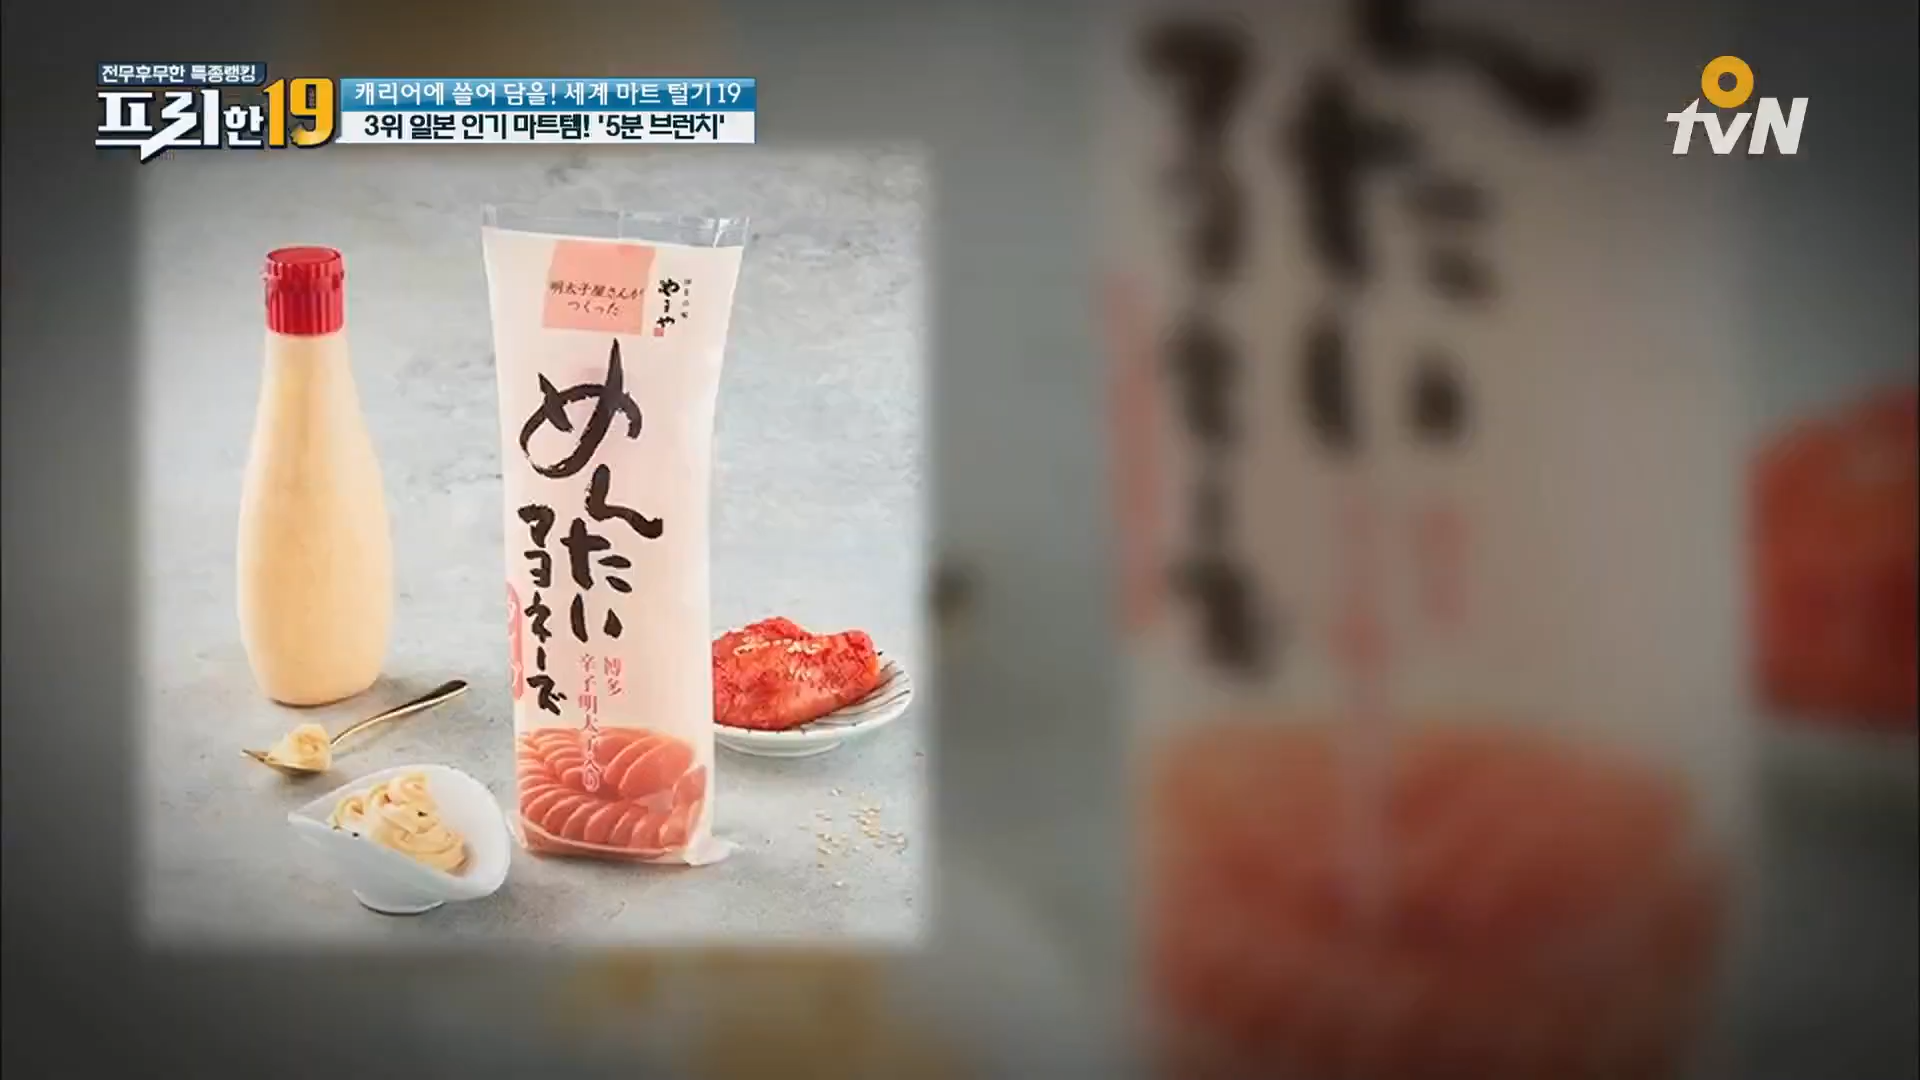 전무후무한 특종랭킹
프리한19
캐리어에 쓸어 담을! 세계 마트 털기 19
3위 일본 인기 마트템! '5분 브런치'
tvN
明太子屋さんが
つくった
やまや
めんたい
マヨネーズ
博多
辛子明太子入り